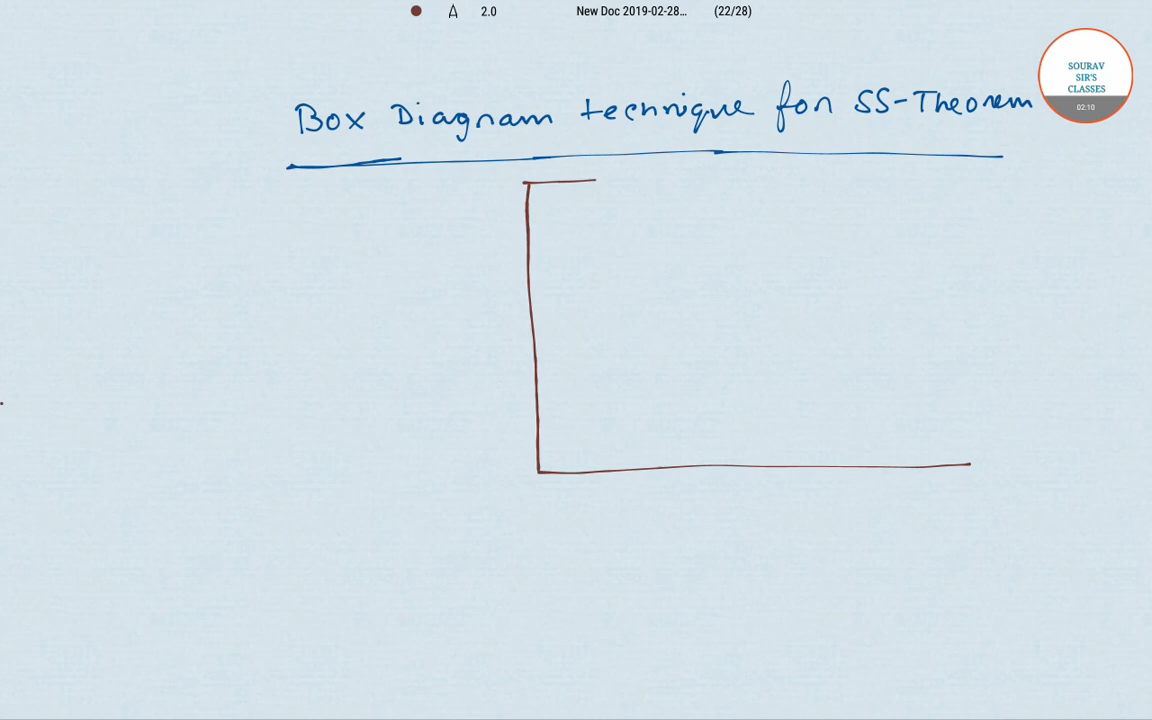 2.0 New Doc 2019-02-28... (22/28)
SOURAV
SIR'S
CLASSES
02:10
Box Diagram technique for SS-Theorem